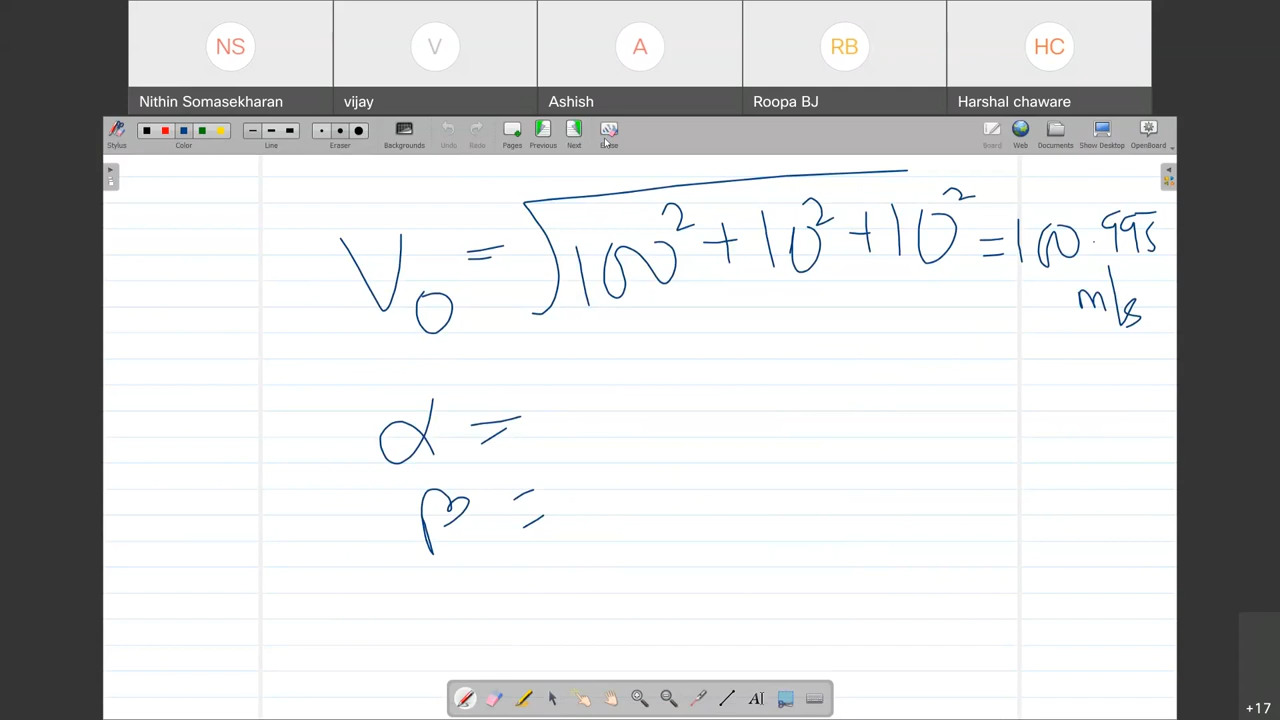 NS V A RB HC
Nithin Somasekharan vijay Ashish Roopa BJ Harshal chaware
Stylus Color Line Eraser Backgrounds Undo Redo Pages Previous Next Erase Board Web Documents Show Desktop OpenBoard
V₀ = √100² + 10² + 10² = 100.995
m/s
α =
β =
+17